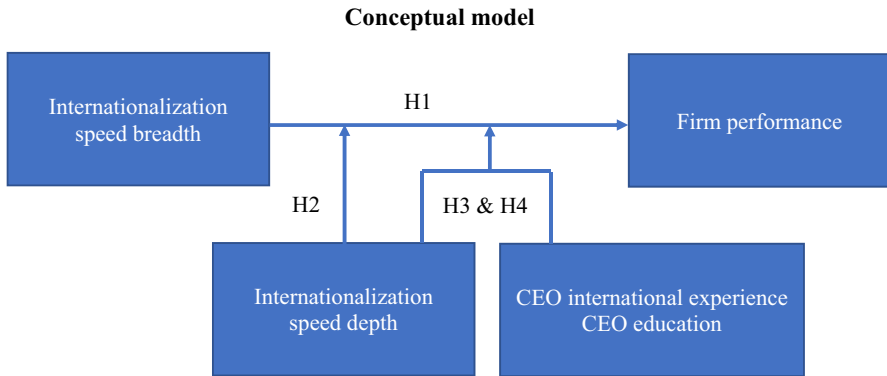 Conceptual model
Internationalization
speed breadth
H1
Firm performance
H2
H3 & H4
Internationalization
speed depth
CEO international experience
CEO education